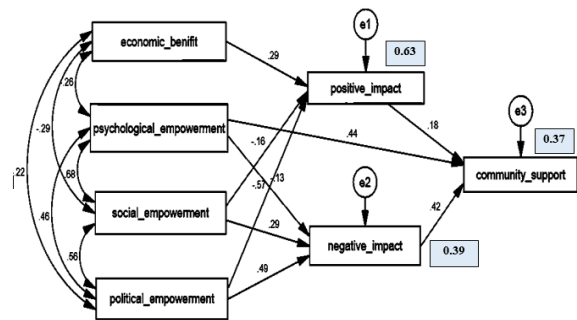 e1
0.63
economic_benifit
.29
positive_impact
-.26
e3
0.37
.18
-.29
psychological_empowerment
-.16
.44
.22
.68
-.57
-.13
e2
community_support
.46
social_empowerment
.42
.29
negative_impact
0.39
.56
.49
political_empowerment